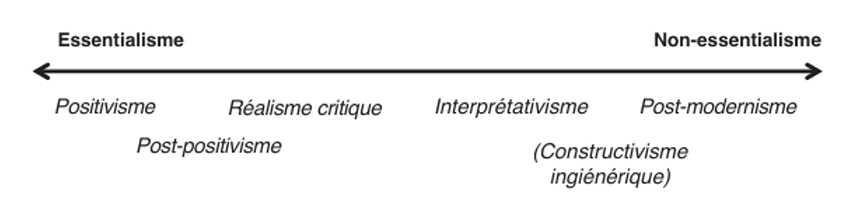 Essentialisme Non-essentialisme
Positivisme Réalisme critique Interprétativisme Post-modernisme
Post-positivisme (Constructivisme
ingiénérique)